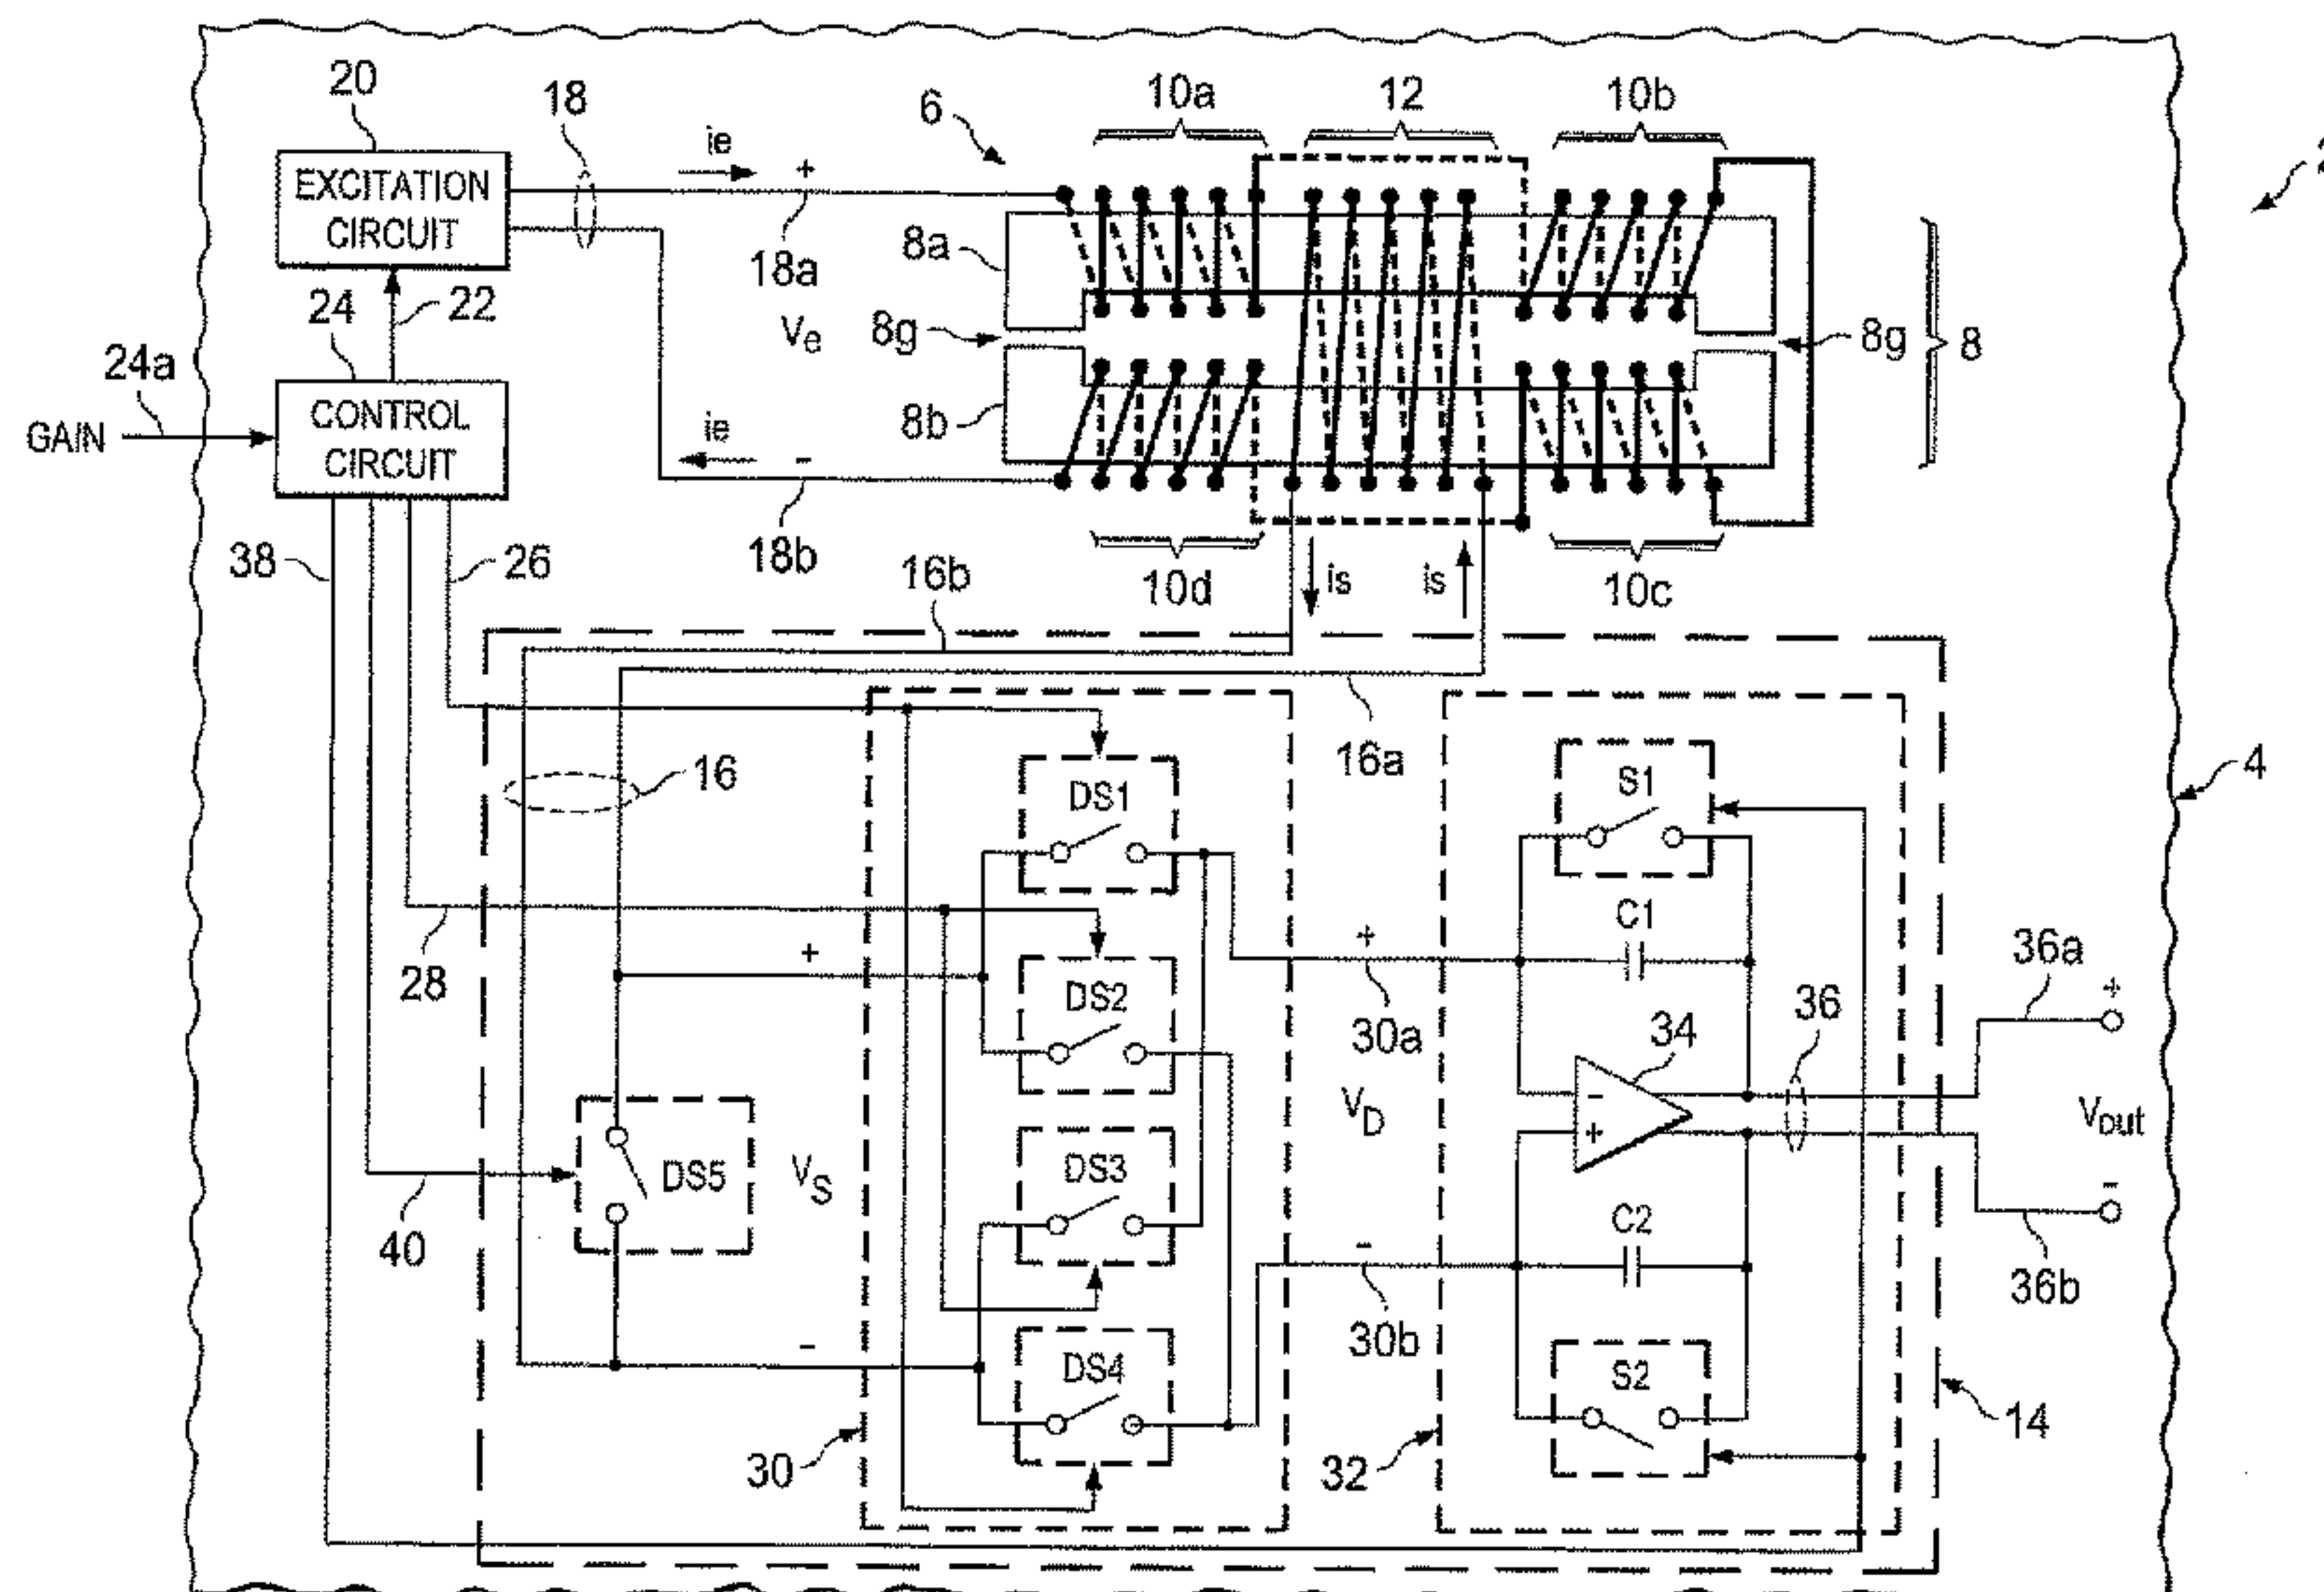 20
18
ie
+
6
10a
12
10b
EXCITATION
CIRCUIT
18a
8a
24
22
Ve
8g
8g
8
24a
GAIN
CONTROL
CIRCUIT
8b
ie
-
38
26
18b
16b
10d
is
is
10c
16
16a
4
DS1
S1
28
+
C1
+
36a
+
DS2
30a
36
34
VD
-
+
Vout
DS3
DS5
VS
40
C2
-
-
36b
-
30b
DS4
S2
30
32
14